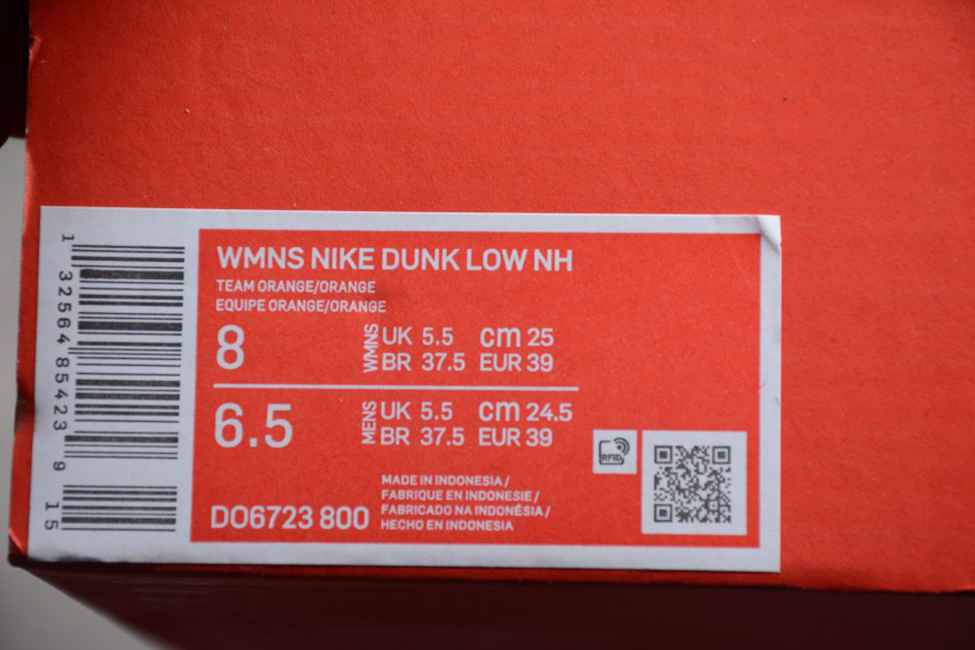 WMNS NIKE DUNK LOW NH
TEAM ORANGE/ORANGE
EQUIPE ORANGE/ORANGE
8 WMNS UK 5.5 cm 25
BR 37.5 EUR 39
6.5 MENS UK 5.5 cm 24.5
BR 37.5 EUR 39
MADE IN INDONESIA /
FABRIQUE EN INDONESIE /
FABRICADO NA INDONÉSIA /
HECHO EN INDONESIA
DO6723 800
RFID
1 32564 85423 9 15